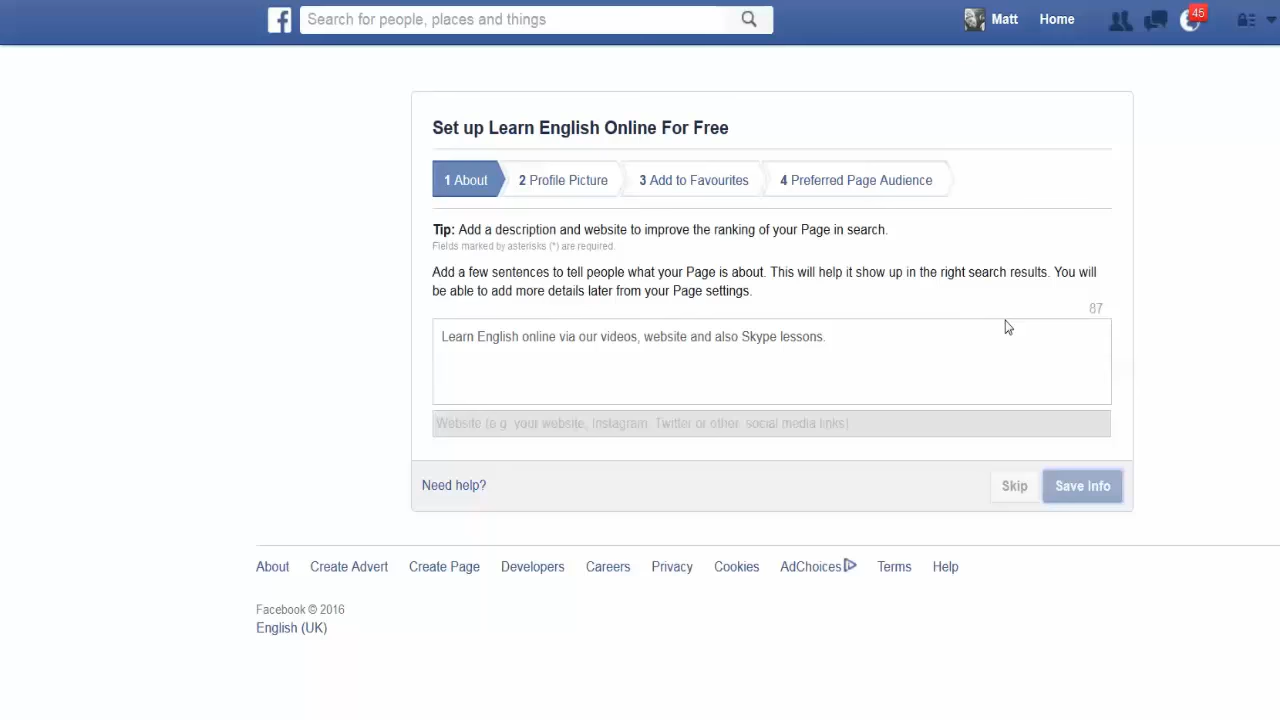 f Search for people, places and things Matt Home 45
Set up Learn English Online For Free
1 About 2 Profile Picture 3 Add to Favourites 4 Preferred Page Audience
Tip: Add a description and website to improve the ranking of your Page in search.
Fields marked by asterisks (*) are required.
Add a few sentences to tell people what your Page is about. This will help it show up in the right search results. You will
be able to add more details later from your Page settings.
87
Learn English online via our videos, website and also Skype lessons.
Website (e.g. your website, Instagram, Twitter or other social media links)
Need help? Skip Save Info
About Create Advert Create Page Developers Careers Privacy Cookies AdChoices Terms Help
Facebook © 2016
English (UK)